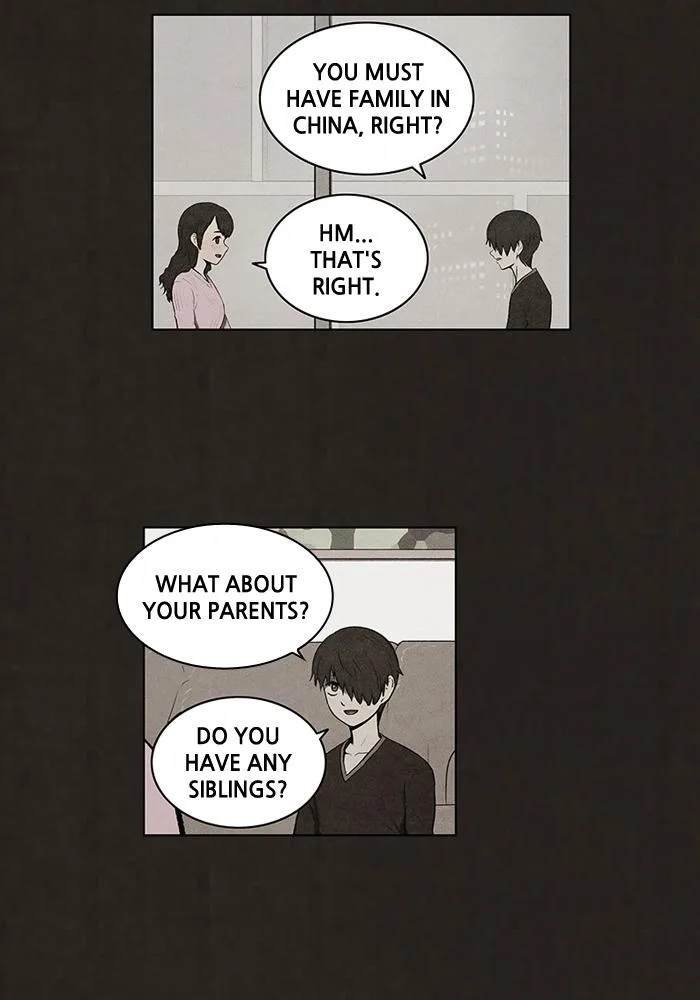 YOU MUST
HAVE FAMILY IN
CHINA, RIGHT?
HM...
THAT'S
RIGHT.
WHAT ABOUT
YOUR PARENTS?
DO YOU
HAVE ANY
SIBLINGS?